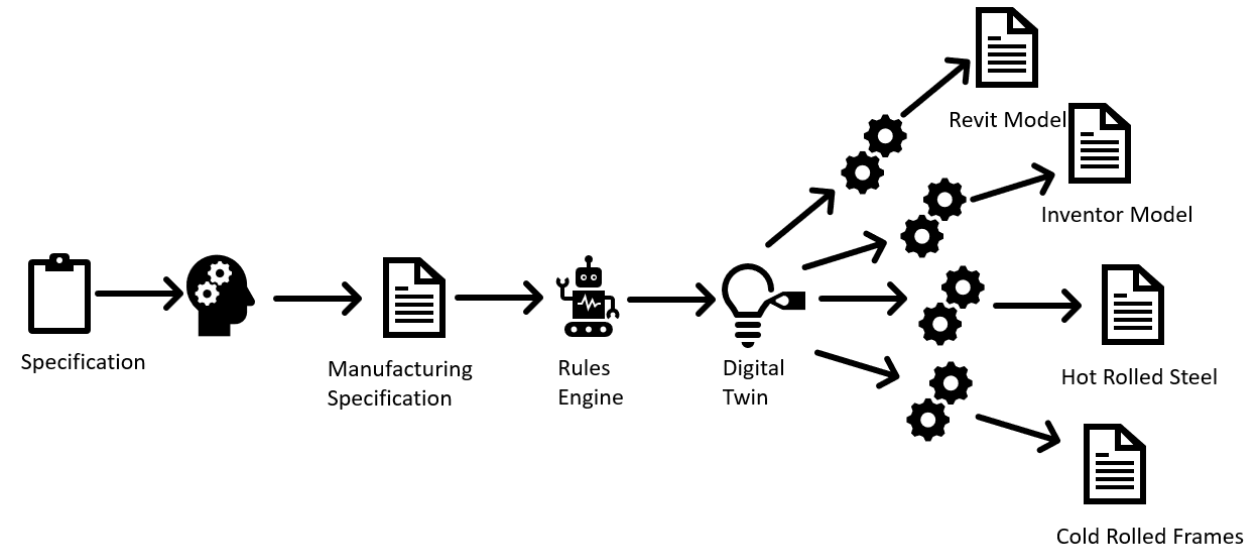 Specification
Manufacturing
Specification
Rules
Engine
Digital
Twin
Revit Model
Inventor Model
Hot Rolled Steel
Cold Rolled Frames